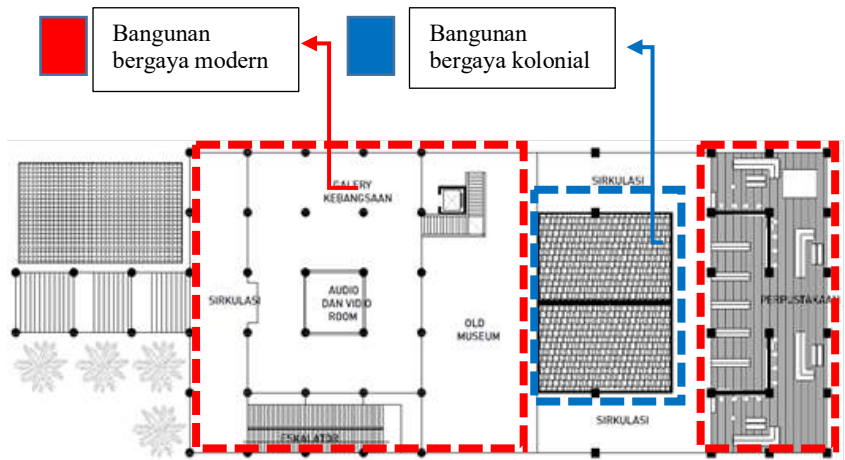 Bangunan
bergaya modern
Bangunan
bergaya kolonial
GALERY
KEBANGSAAN
SIRKULASI
SIRKULASI
AUDIO
DAN VIDIO
ROOM
OLD
MUSEUM
PERPUSTAKAAN
SIRKULASI
ESKALATOR